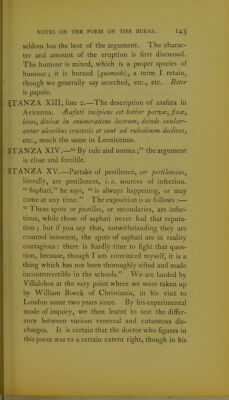 NOTES ON THE POEM ON THE BUBAS. 143
seldom has the best of the argument. The charac-
ter and amount of the eruption is first discussed.
The humour is mixed, which is a proper species of
humour; it is burned (quemado), a term I retain,
though we generally say scorched, etc., etc. Botor
is papule.
STANZA XIII, line 2.—The description of asafata in
Avicenna. Asafati incipiens est bothor parvæ, fixæ,
leves, divisæ in enumeratione locorum, deinde exulcer-
antur ulceribus crustosis et sunt ad rubedinem declives,
etc., much the same in Leonicenus.
STANZA XIV.—"By rule and norma;" the argument
is close and forcible.
STANZA XV.—Partake of pestilence, ut pestilencias,
literally, are pestilences, i. e. sources of infection.
"Saphati," he says, "is always happening, or may
come at any time." The exposition is as follows:—
"These spots or postillas, or secondaries, are infec-
tious, while those of saphati never had that reputa-
tion; but if you say that, notwithstanding they are
counted innocent, the spots of saphati are in reality
contagious: there is hardly time to fight that ques-
tion, because, though I am convinced myself, it is a
thing which has not been thoroughly sifted and made
incontrovertible in the schools." We are landed by
Villalobos at the very point where we were taken up
by William Boeck of Christiania, in his visit to
London some two years since. By his experimental
mode of inquiry, we then learnt to test the differ-
ence between various venereal and cutaneous dis-
charges. It is certain that the doctor who figures in
this poem was to a certain extent right, though in his